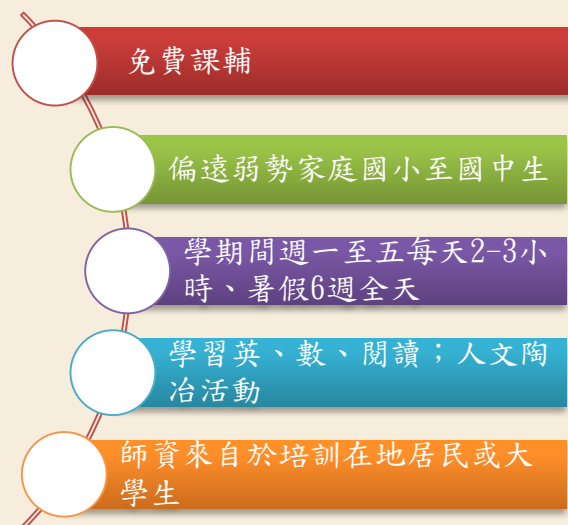 免費課輔
偏遠弱勢家庭國小至國中生
學期間週一至五每天2-3小
時、暑假6週全天
學習英、數、閱讀；人文陶
冶活動
師資來自於培訓在地居民或大
學生